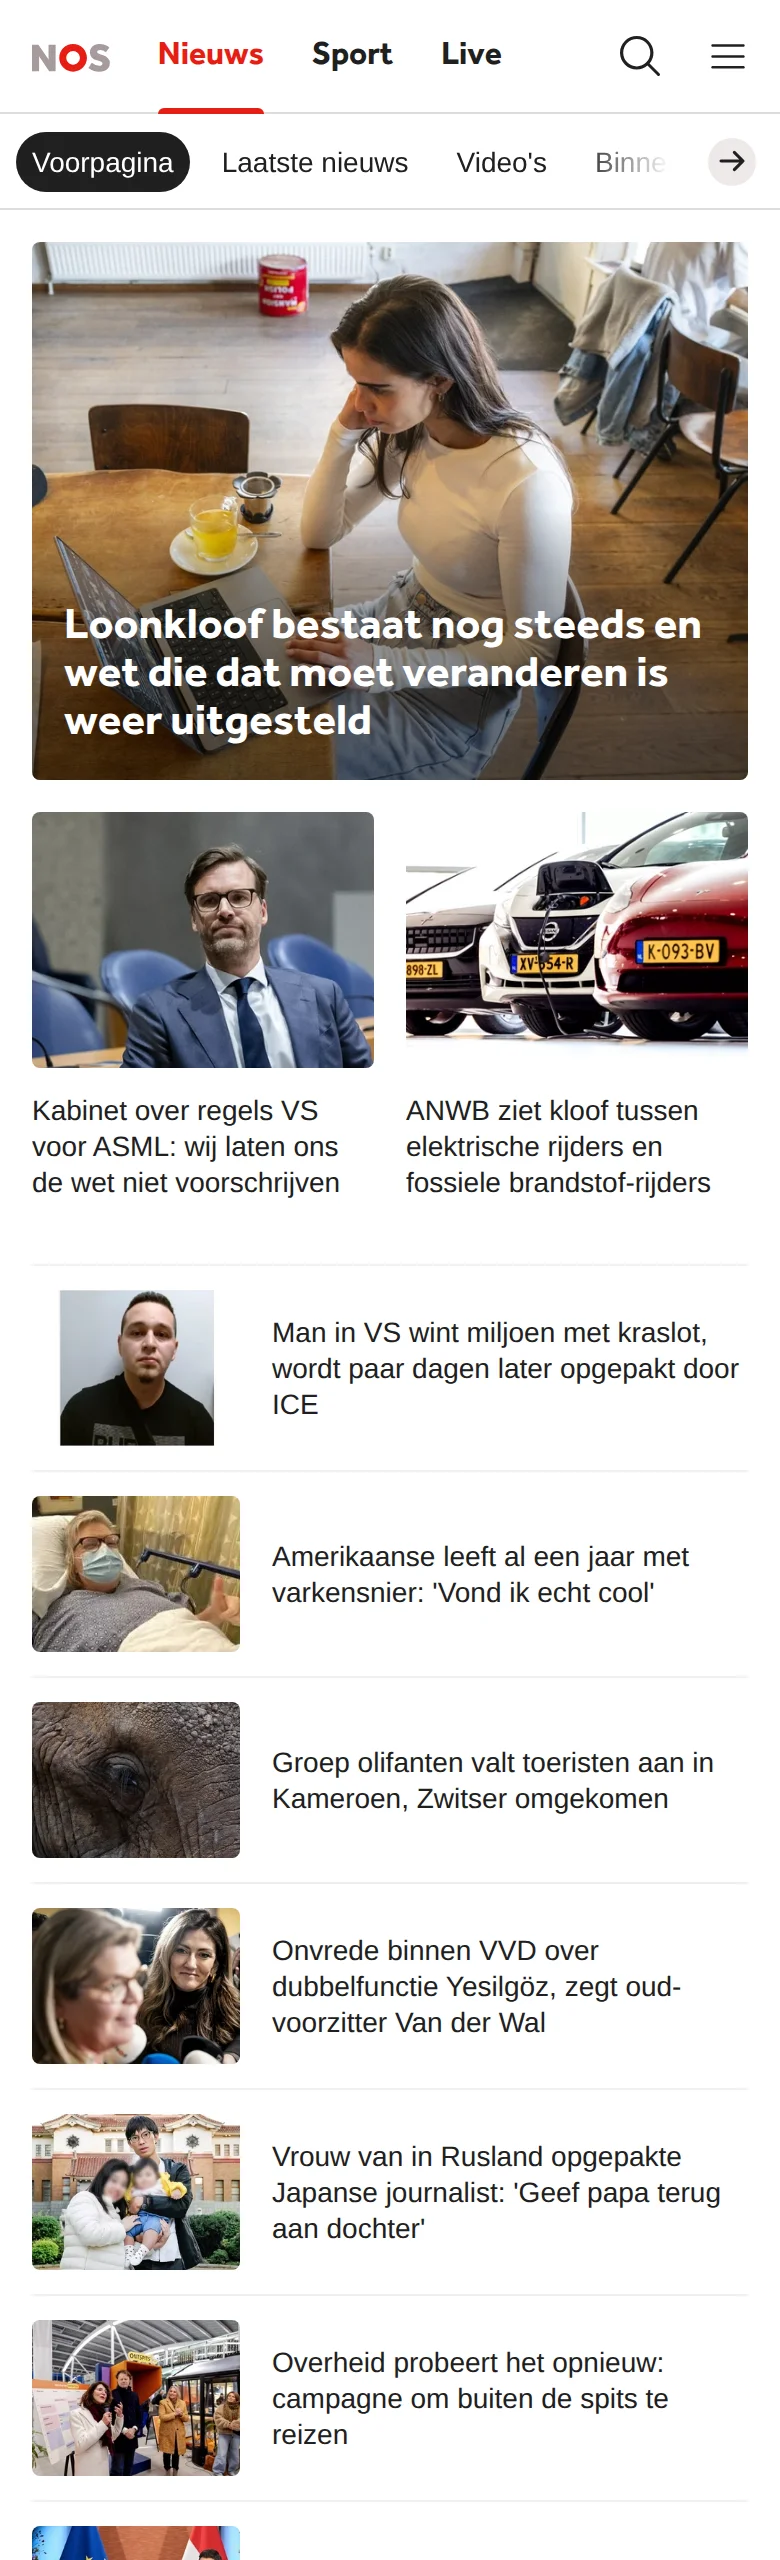 NOS Nieuws Sport Live
Voorpagina Laatste nieuws Video's Binne
MANSION POLISH
Loonkloof bestaat nog steeds en
wet die dat moet veranderen is
weer uitgesteld
898-ZL XV-554-R K-093-BV
Kabinet over regels VS
voor ASML: wij laten ons
de wet niet voorschrijven
ANWB ziet kloof tussen
elektrische rijders en
fossiele brandstof-rijders
Man in VS wint miljoen met kraslot,
wordt paar dagen later opgepakt door
ICE
Amerikaanse leeft al een jaar met
varkensnier: 'Vond ik echt cool'
Groep olifanten valt toeristen aan in
Kameroen, Zwitser omgekomen
Onvrede binnen VVD over
dubbelfunctie Yesilgöz, zegt oud-
voorzitter Van der Wal
Vrouw van in Rusland opgepakte
Japanse journalist: 'Geef papa terug
aan dochter'
Overheid probeert het opnieuw:
campagne om buiten de spits te
reizen